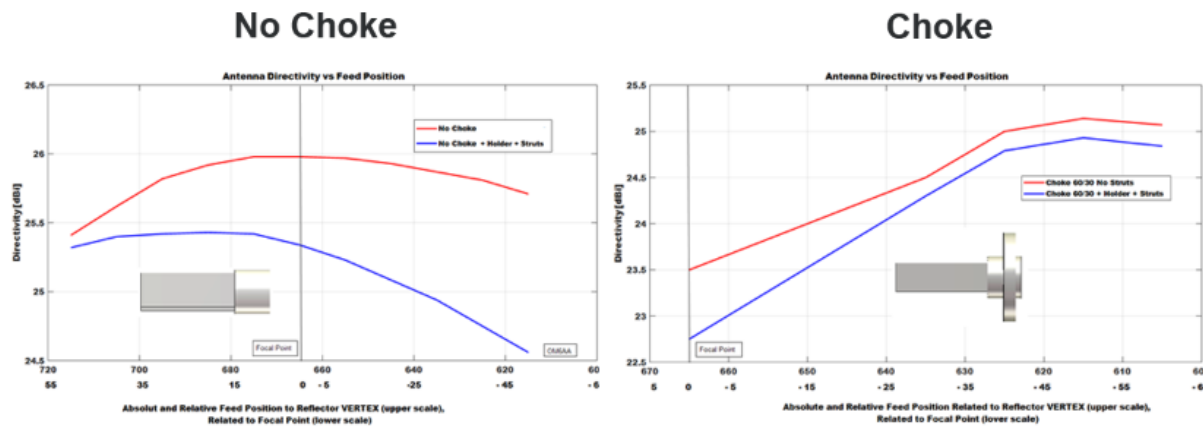 No Choke
Choke
Antenna Directivity vs Feed Position
26.5
26
25.5
25
24.5
Directivity[dBi]
No Choke
No Choke + Holder + Struts
Focal Point
OM6AA
720 700 680 660 640 620 60
55 35 15 0 - 5 - 24 - 45 - 6
Absolut and Relative Feed Position to Reflector VERTEX (upper scale),
Related to Focal Point (lower scale)
Antenna Directivity vs Feed Position
25.5
25
24.5
24
23.5
23
22.5
Directivity[dBi]
Choke 60/30 No Struts
Choke 60/30 + Holder + Struts
Focal Point
670 660 650 640 630 620 610 60
5 0 - 5 - 15 - 25 - 35 - 45 - 55 - 6
Absolute and Relative Feed Position Related to Reflector VERTEX (upper scale),
Related to Focal Point (lover scale)